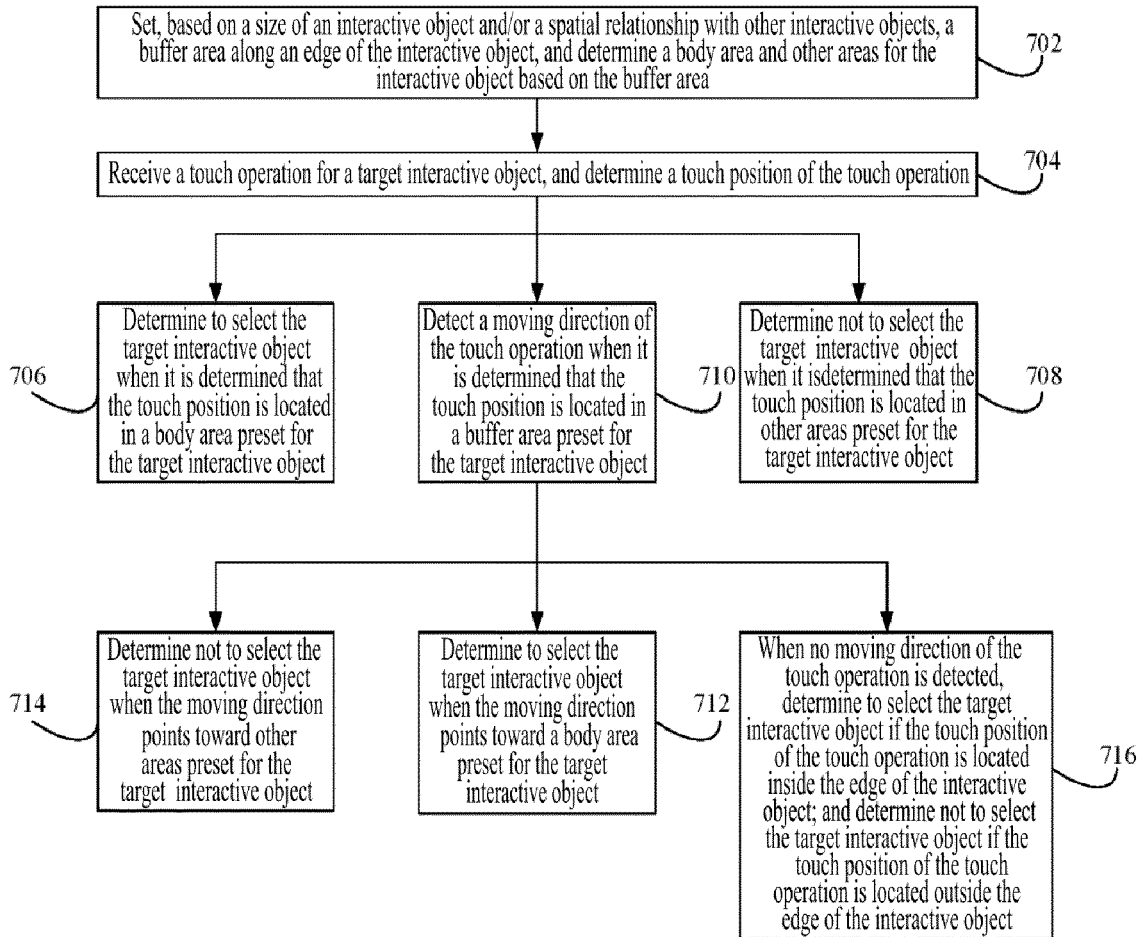 Set, based on a size of an interactive object and/or a spatial relationship with other interactive objects, a
buffer area along an edge of the interactive object, and determine a body area and other areas for the
interactive object based on the buffer area
702
Receive a touch operation for a target interactive object, and determine a touch position of the touch operation
704
706
Determine to select the
target interactive object
when it is determined that
the touch position is located
in a body area preset for
the target interactive object
Detect a moving direction of
the touch operation when it
is determined that the
touch position is located in
a buffer area preset for
the target interactive object
710
Determine not to select the
target interactive object
when it isdetermined that the
touch position is located in
other areas preset for the
target interactive object
708
714
Determine not to select the
target interactive object
when the moving direction
points toward other
areas preset for the
target interactive object
Determine to select the
target interactive object
when the moving direction
points toward a body area
preset for the target
interactive object
712
When no moving direction of the
touch operation is detected,
determine to select the target
interactive object if the touch position
of the touch operation is located
inside the edge of the interactive
object; and determine not to select
the target interactive object if the
touch position of the touch
operation is located outside the
edge of the interactive object
716